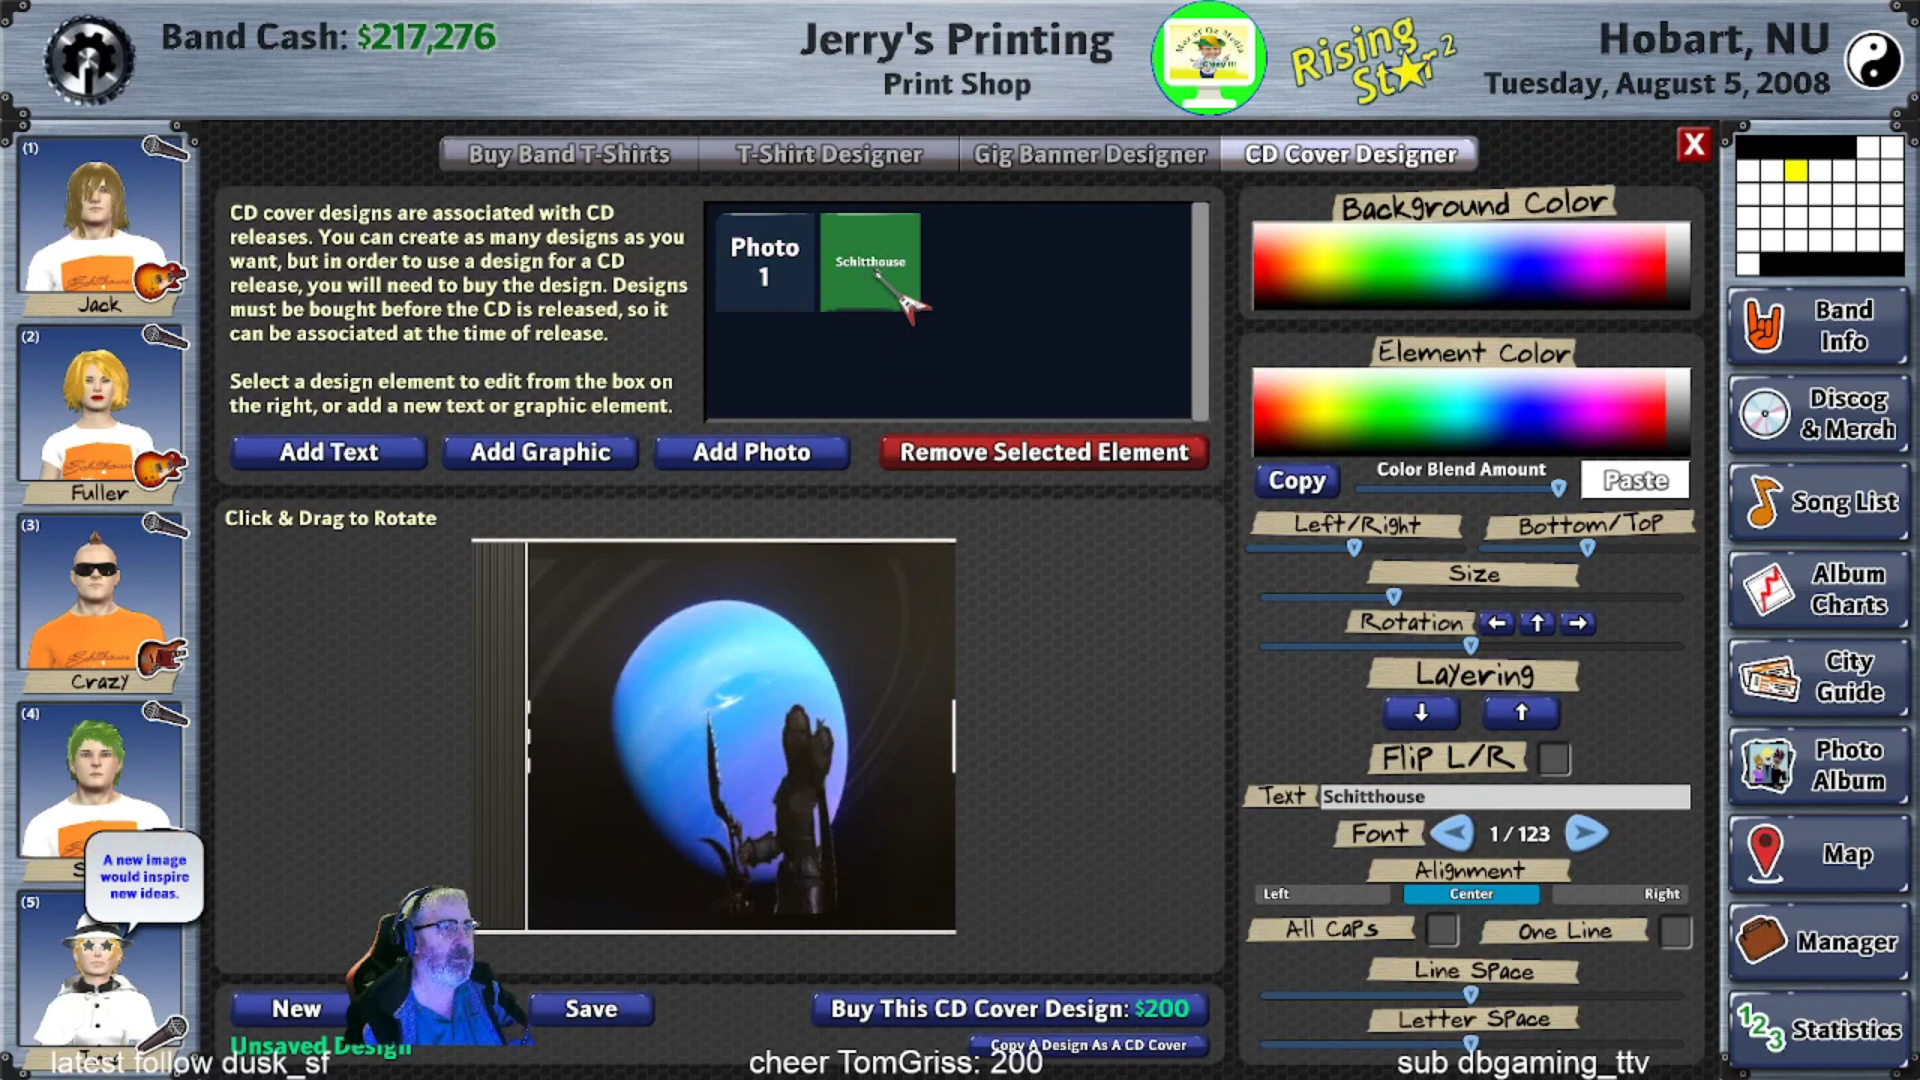 Band Cash: $217,276
Jerry's Printing
Print Shop
Rising
Star 2
Hobart, NU
Tuesday, August 5, 2008
Buy Band T-Shirts
T-Shirt Designer
Gig Banner Designer
CD Cover Designer
X
(1)
Jack
(2)
Fuller
(3)
Crazy
(4)
(5)
A new image
would inspire
new ideas.
CD cover designs are associated with CD
releases. You can create as many designs as you
want, but in order to use a design for a CD
release, you will need to buy the design. Designs
must be bought before the CD is released, so it
can be associated at the time of release.
Select a design element to edit from the box on
the right, or add a new text or graphic element.
Photo
1
Schitthouse
Add Text
Add Graphic
Add Photo
Remove Selected Element
Click & Drag to Rotate
New
Save
Buy This CD Cover Design: $200
Unsaved Design
Copy A Design As A CD Cover
Background Color
Element Color
Copy
Color Blend Amount
Paste
Left/Right
Bottom/Top
Size
Rotation
Layering
Flip L/R
Text
Schitthouse
Font
1 / 123
Alignment
Left
Center
Right
All Caps
One Line
Line Space
Letter Space
Band
Info
Discog
& Merch
Song List
Album
Charts
City
Guide
Photo
Album
Map
Manager
123
Statistics
latest follow dusk_sf
cheer TomGriss: 200
sub dbgaming_ttv